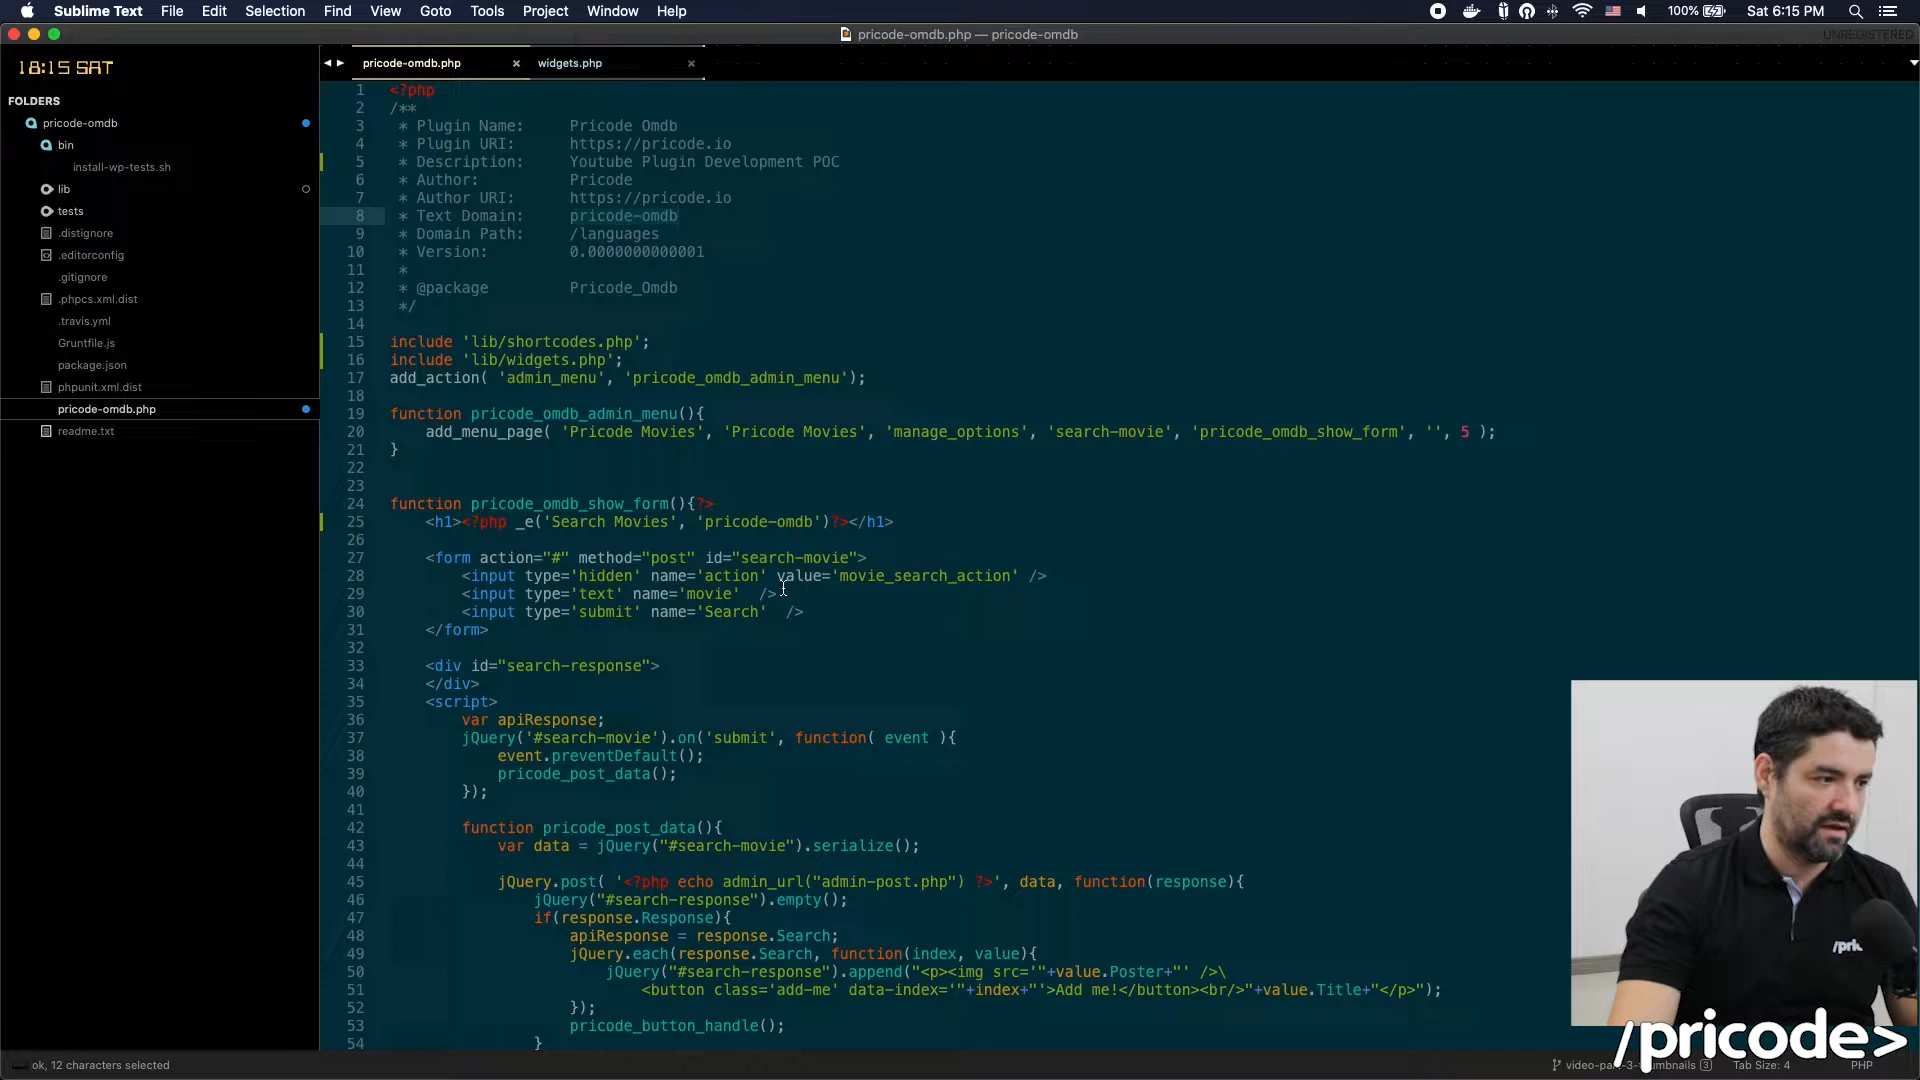 Sublime Text File Edit Selection Find View Goto Tools Project Window Help 100% Sat 6:15 PM
pricode-omdb.php — pricode-omdb UNREGISTERED
18:15 SAT
pricode-omdb.php × widgets.php ×
FOLDERS
pricode-omdb
bin
install-wp-tests.sh
lib
tests
.distignore
.editorconfig
.gitignore
.phpcs.xml.dist
.travis.yml
Gruntfile.js
package.json
phpunit.xml.dist
pricode-omdb.php
readme.txt
1 <?php
2 /**
3 * Plugin Name: Pricode Omdb
4 * Plugin URI: https://pricode.io
5 * Description: Youtube Plugin Development POC
6 * Author: Pricode
7 * Author URI: https://pricode.io
8 * Text Domain: pricode-omdb
9 * Domain Path: /languages
10 * Version: 0.0000000000001
11 *
12 * @package Pricode_Omdb
13 */
14
15 include 'lib/shortcodes.php';
16 include 'lib/widgets.php';
17 add_action( 'admin_menu', 'pricode_omdb_admin_menu');
18
19 function pricode_omdb_admin_menu(){
20 add_menu_page( 'Pricode Movies', 'Pricode Movies', 'manage_options', 'search-movie', 'pricode_omdb_show_form', '', 5 );
21 }
22
23
24 function pricode_omdb_show_form(){?>
25 <h1><?php _e('Search Movies', 'pricode-omdb')?></h1>
26
27 <form action="#" method="post" id="search-movie">
28 <input type='hidden' name='action' value='movie_search_action' />
29 <input type='text' name='movie' />
30 <input type='submit' name='Search' />
31 </form>
32
33 <div id="search-response">
34 </div>
35 <script>
36 var apiResponse;
37 jQuery('#search-movie').on('submit', function( event ){
38 event.preventDefault();
39 pricode_post_data();
40 });
41
42 function pricode_post_data(){
43 var data = jQuery("#search-movie").serialize();
44
45 jQuery.post( '<?php echo admin_url("admin-post.php") ?>', data, function(response){
46 jQuery("#search-response").empty();
47 if(response.Response){
48 apiResponse = response.Search;
49 jQuery.each(response.Search, function(index, value){
50 jQuery("#search-response").append("<p><img src='"+value.Poster+"' />\
51 <button class='add-me' data-index='"+index+"'>Add me!</button><br/>"+value.Title+"</p>");
52 });
53 pricode_button_handle();
54 }
/pric
/pricode>
ok, 12 characters selected
Tab Size: 4 PHP